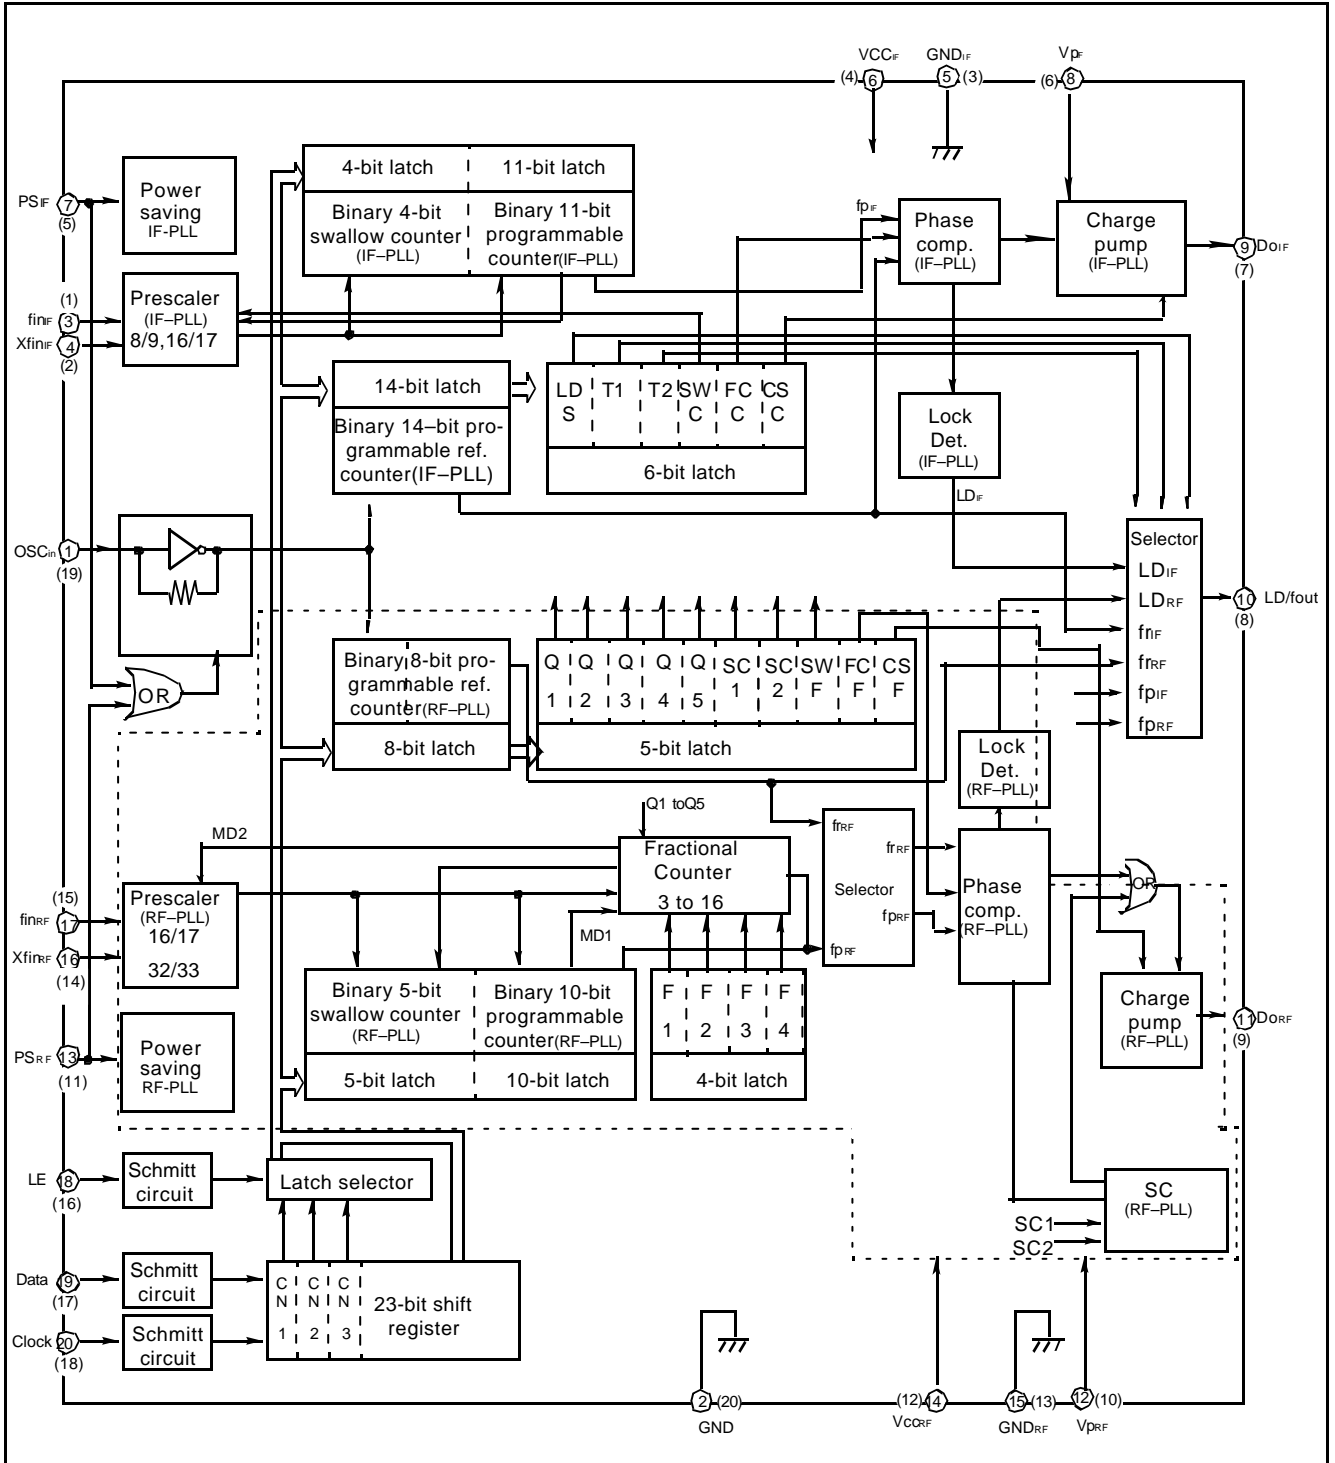 VCCIF
GNDIF
VpIF
(4) 6
5 (3)
(6) 8
4-bit latch
11-bit latch
Power
saving
IF-PLL
PSIF 7
(5)
Binary 4-bit
swallow counter
(IF–PLL)
Binary 11-bit
programmable
counter(IF–PLL)
fpIF
Phase
comp.
(IF–PLL)
Charge
pump
(IF–PLL)
9 DoIF
(7)
(1)
finIF 3
XfinIF 4
(2)
Prescaler
(IF–PLL)
8/9,16/17
14-bit latch
Binary 14–bit pro-
grammable ref.
counter(IF–PLL)
LD
S
T1
T2
SW
C
FC
C
CS
C
6-bit latch
Lock
Det.
(IF–PLL)
LDIF
OSCin 1
(19)
Selector
LDIF
LDRF
frIF
frRF
fpIF
fpRF
10 LD/fout
(8)
OR
Binary 8-bit pro-
grammable ref.
counter(RF–PLL)
8-bit latch
Q
1
Q
2
Q
3
Q
4
Q
5
SC
1
SC
2
SW
F
FC
F
CS
F
5-bit latch
Lock
Det.
(RF–PLL)
MD2
Q1 toQ5
Fractional
Counter
3 to 16
frRF
frRF
Selector
fpRF
fpRF
Phase
comp.
(RF–PLL)
OR
(15)
finRF 17
XfinRF 16
(14)
Prescaler
(RF–PLL)
16/17
32/33
MD1
Binary 5-bit
swallow counter
(RF–PLL)
Binary 10-bit
programmable
counter(RF–PLL)
5-bit latch
10-bit latch
F
1
F
2
F
3
F
4
4-bit latch
Charge
pump
(RF–PLL)
11 DoRF
(9)
PSRF 13
(11)
Power
saving
RF-PLL
LE 18
(16)
Schmitt
circuit
Latch selector
SC
(RF–PLL)
SC1
SC2
Data 19
(17)
Schmitt
circuit
C
N
1
C
N
2
C
N
3
23-bit shift
register
Clock 20
(18)
Schmitt
circuit
2 (20)
GND
(12) 14
VccRF
15 (13)
GNDRF
12 (10)
VpRF